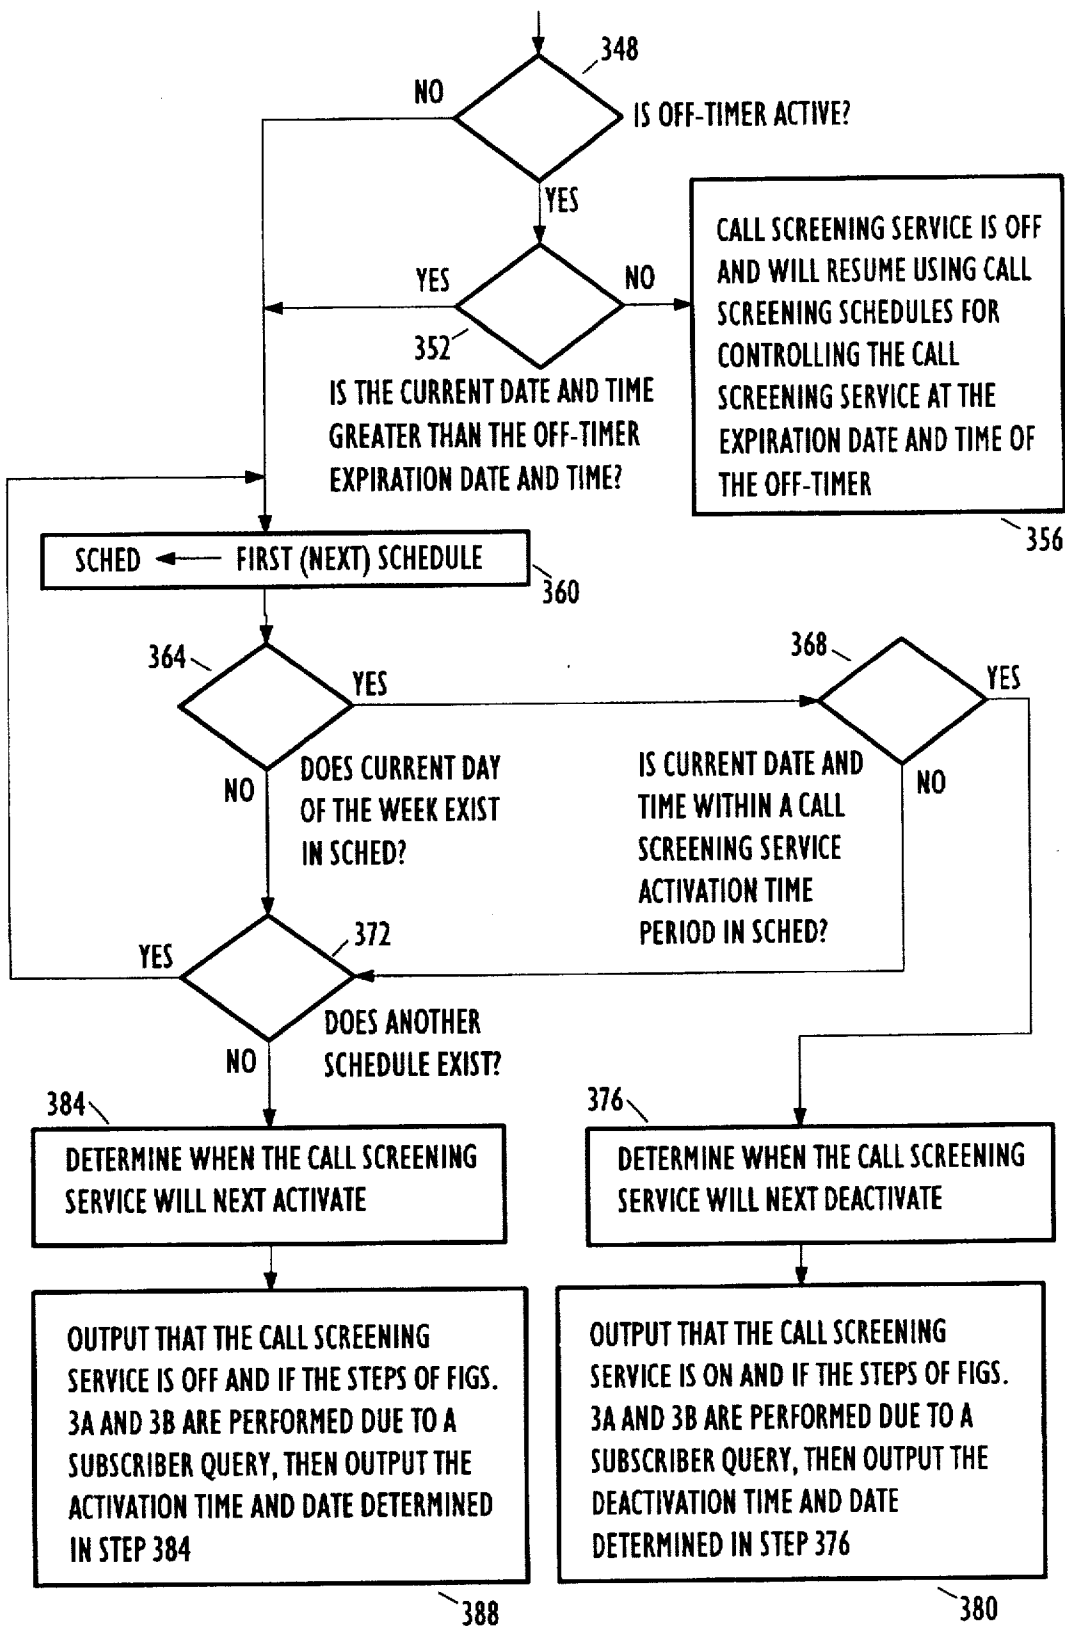 348
NO
IS OFF-TIMER ACTIVE?
YES
YES
NO
352
IS THE CURRENT DATE AND TIME
GREATER THAN THE OFF-TIMER
EXPIRATION DATE AND TIME?
CALL SCREENING SERVICE IS OFF
AND WILL RESUME USING CALL
SCREENING SCHEDULES FOR
CONTROLLING THE CALL
SCREENING SERVICE AT THE
EXPIRATION DATE AND TIME OF
THE OFF-TIMER
356
SCHED FIRST (NEXT) SCHEDULE
360
364
YES
NO
DOES CURRENT DAY
OF THE WEEK EXIST
IN SCHED?
368
YES
NO
IS CURRENT DATE AND
TIME WITHIN A CALL
SCREENING SERVICE
ACTIVATION TIME
PERIOD IN SCHED?
372
YES
NO
DOES ANOTHER
SCHEDULE EXIST?
384
DETERMINE WHEN THE CALL SCREENING
SERVICE WILL NEXT ACTIVATE
376
DETERMINE WHEN THE CALL SCREENING
SERVICE WILL NEXT DEACTIVATE
OUTPUT THAT THE CALL SCREENING
SERVICE IS OFF AND IF THE STEPS OF FIGS.
3A AND 3B ARE PERFORMED DUE TO A
SUBSCRIBER QUERY, THEN OUTPUT THE
ACTIVATION TIME AND DATE DETERMINED
IN STEP 384
388
OUTPUT THAT THE CALL SCREENING
SERVICE IS ON AND IF THE STEPS OF FIGS.
3A AND 3B ARE PERFORMED DUE TO A
SUBSCRIBER QUERY, THEN OUTPUT THE
DEACTIVATION TIME AND DATE
DETERMINED IN STEP 376
380